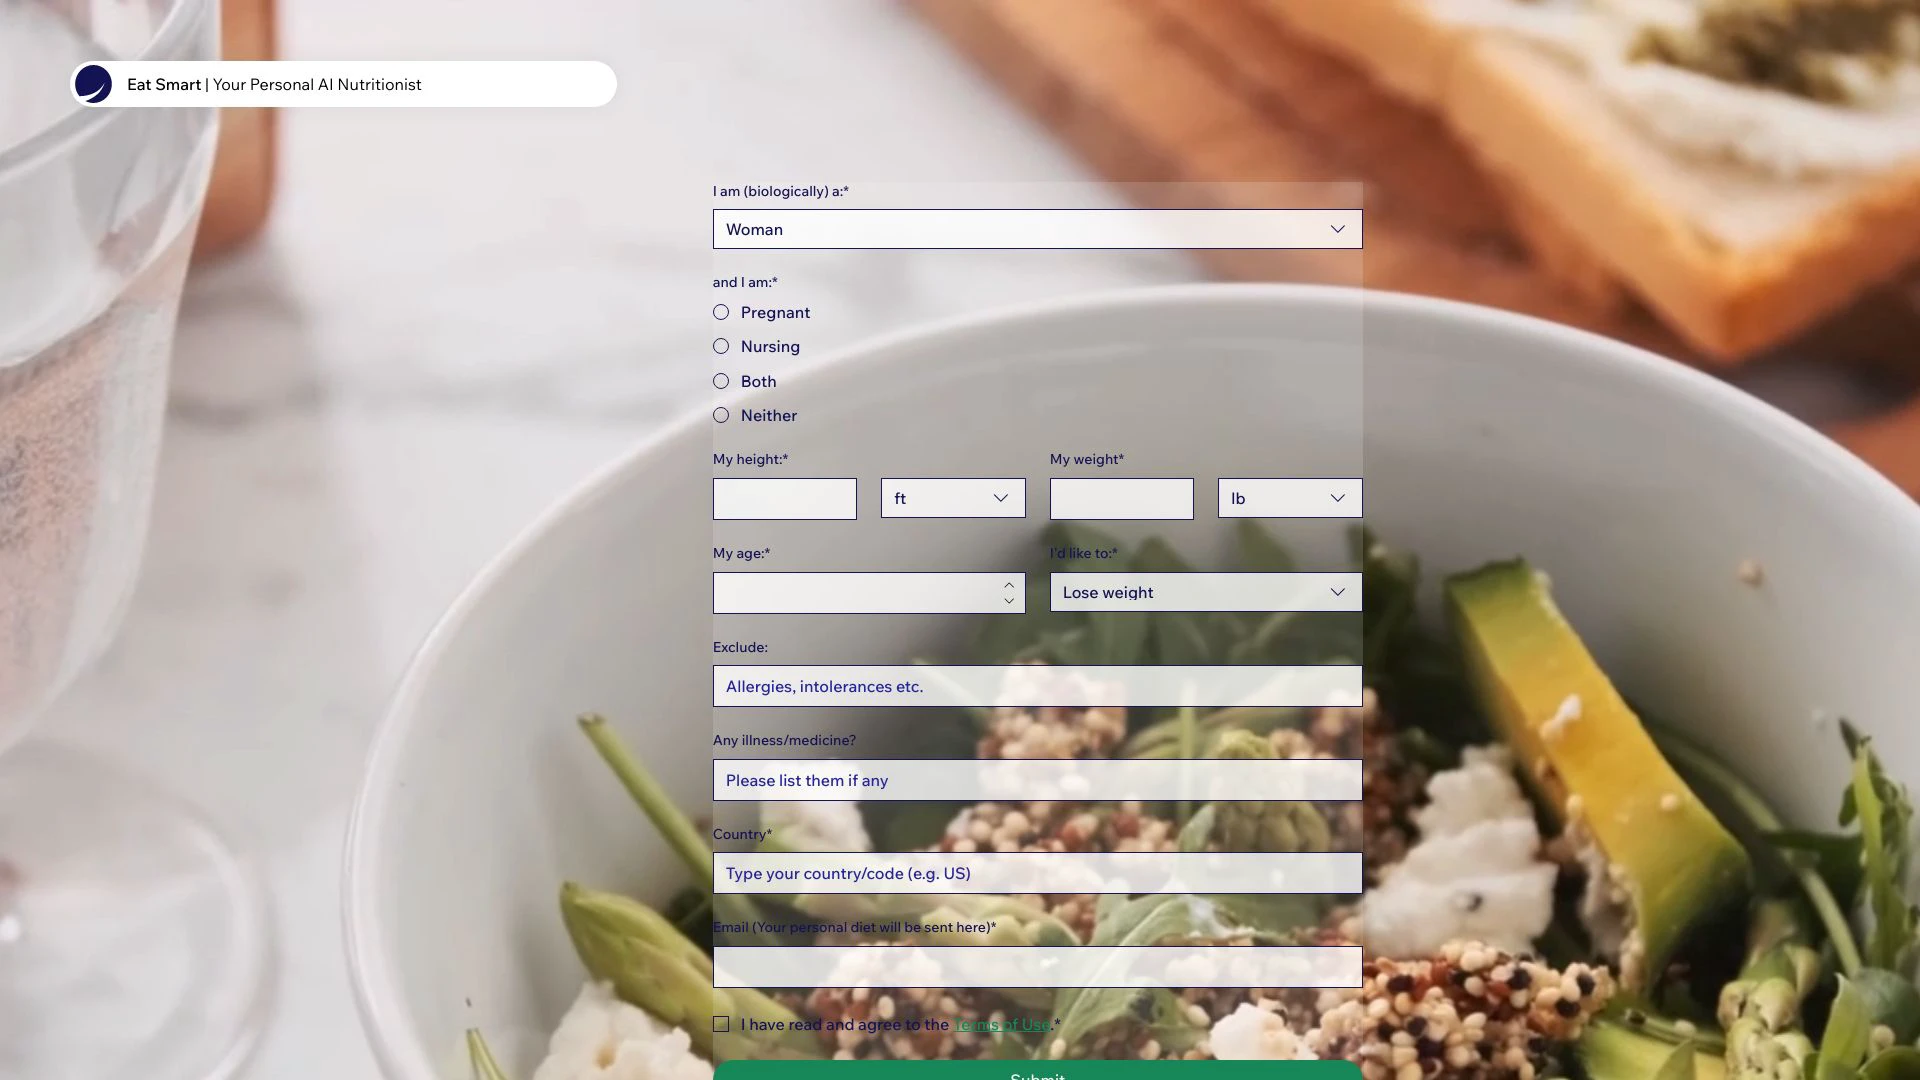 Eat Smart | Your Personal AI Nutritionist
I am (biologically) a:*
Woman
and I am:*
Pregnant
Nursing
Both
Neither
My height:* My weight*
ft lb
My age:* I'd like to:*
Lose weight
Exclude:
Allergies, intolerances etc.
Any illness/medicine?
Please list them if any
Country*
Type your country/code (e.g. US)
Email (Your personal diet will be sent here)*
I have read and agree to the Terms of Use.*
Submit